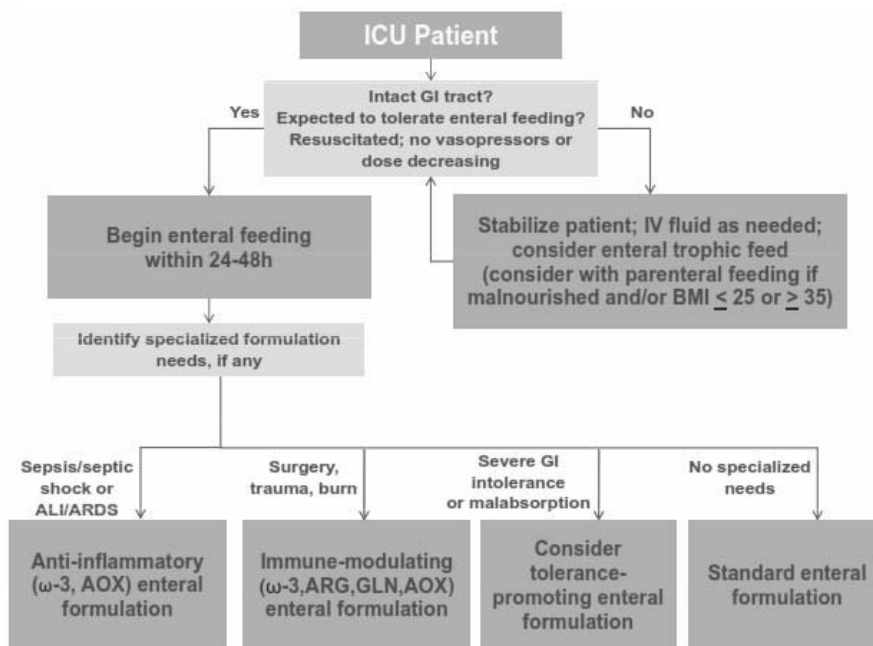 ICU Patient
Intact GI tract?
Expected to tolerate enteral feeding?
Resuscitated; no vasopressors or
dose decreasing
Yes
No
Begin enteral feeding
within 24-48h
Stabilize patient; IV fluid as needed;
consider enteral trophic feed
(consider with parenteral feeding if
malnourished and/or BMI ≤ 25 or ≥ 35)
Identify specialized formulation
needs, if any
Sepsis/septic
shock or
ALI/ARDS
Surgery,
trauma, burn
Severe GI
intolerance
or malabsorption
No specialized
needs
Anti-inflammatory
(ω-3, AOX) enteral
formulation
Immune-modulating
(ω-3,ARG,GLN,AOX)
enteral formulation
Consider
tolerance-
promoting enteral
formulation
Standard enteral
formulation